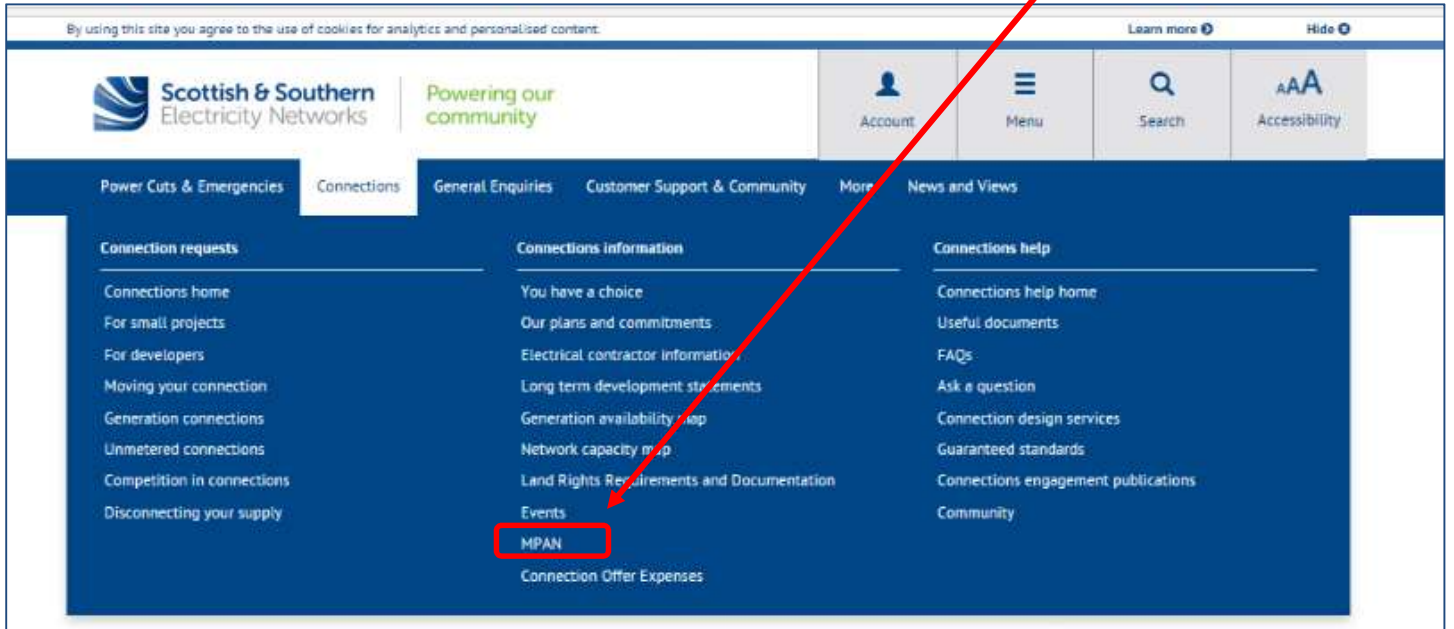 By using this site you agree to the use of cookies for analytics and personalised content.
Learn more
Hide
Scottish & Southern
Electricity Networks
Powering our
community
Account
Menu
Search
AAA
Accessibility
Power Cuts & Emergencies
Connections
General Enquiries
Customer Support & Community
More
News and Views
Connection requests
Connections home
For small projects
For developers
Moving your connection
Generation connections
Unmetered connections
Competition in connections
Disconnecting your supply
Connections information
You have a choice
Our plans and commitments
Electrical contractor information
Long term development statements
Generation availability map
Network capacity map
Land Rights Requirements and Documentation
Events
MPAN
Connection Offer Expenses
Connections help
Connections help home
Useful documents
FAQs
Ask a question
Connection design services
Guaranteed standards
Connections engagement publications
Community